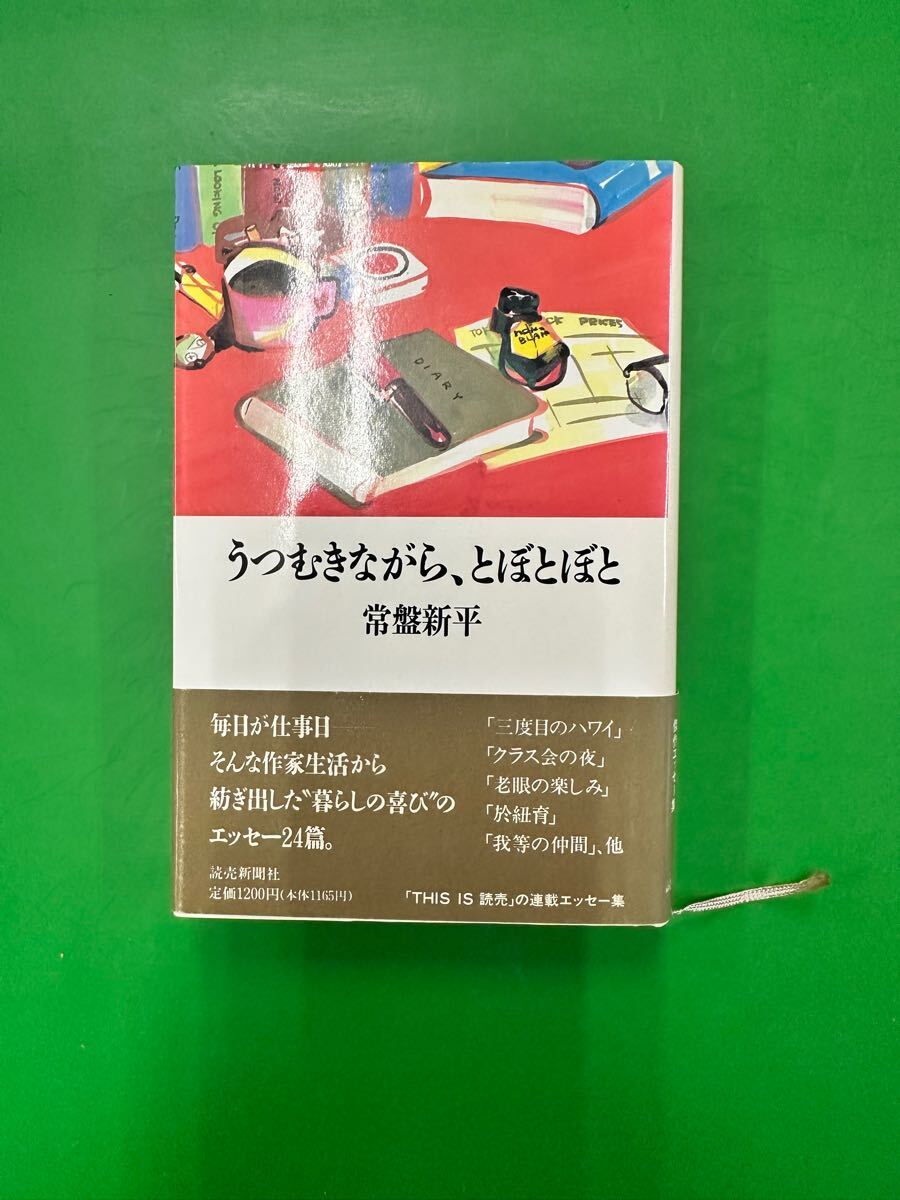 LOOKING
DIARY
PRICES
うつむきながら、とぼとぼと
常盤新平
毎日が仕事日――
そんな作家生活から
紡ぎ出した〝暮らしの喜び〟の
エッセー24篇。
読売新聞社
定価1200円(本体1165円)
「三度目のハワイ」
「クラス会の夜」
「老眼の楽しみ」
「於紐育」
「我等の仲間」、他
「THIS IS 読売」の連載エッセー集